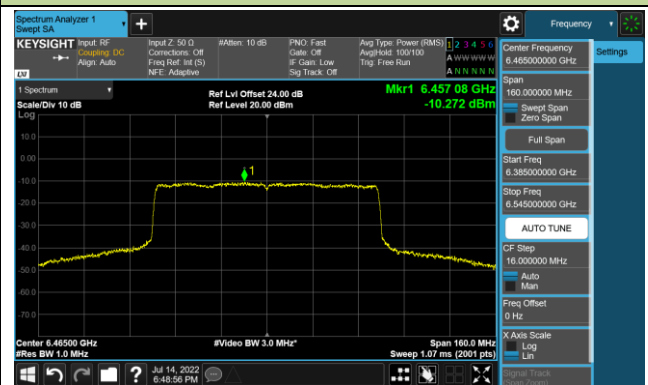 Spectrum Analyzer 1
Swept SA
Frequency
KEYSIGHT
Input: RF
Coupling: DC
Align: Auto
Input Z: 50 Ω
Corrections: Off
Freq Ref: Int (S)
NFE: Adaptive
#Atten: 10 dB
PNO: Fast
Gate: Off
IF Gain: Low
Sig Track: Off
Avg Type: Power (RMS)
Avg|Hold: 100/100
Trig: Free Run
1 2 3 4 5 6
A W W W W W
A N N N N N
LXI
1 Spectrum
Scale/Div 10 dB
Log
Ref Lvl Offset 24.00 dB
Ref Level 20.00 dBm
Mkr1 6.457 08 GHz
-10.272 dBm
10.0
0.00
-10.0
-20.0
-30.0
-40.0
-50.0
-60.0
-70.0
1
Center 6.46500 GHz
#Res BW 1.0 MHz
#Video BW 3.0 MHz*
Span 160.0 MHz
Sweep 1.07 ms (2001 pts)
Jul 14, 2022
6:48:56 PM
?
Center Frequency
6.465000000 GHz
Settings
Span
160.000000 MHz
Swept Span
Zero Span
Full Span
Start Freq
6.385000000 GHz
Stop Freq
6.545000000 GHz
AUTO TUNE
CF Step
16.000000 MHz
Auto
Man
Freq Offset
0 Hz
X Axis Scale
Log
Lin
Signal Track
(Span Zoom)